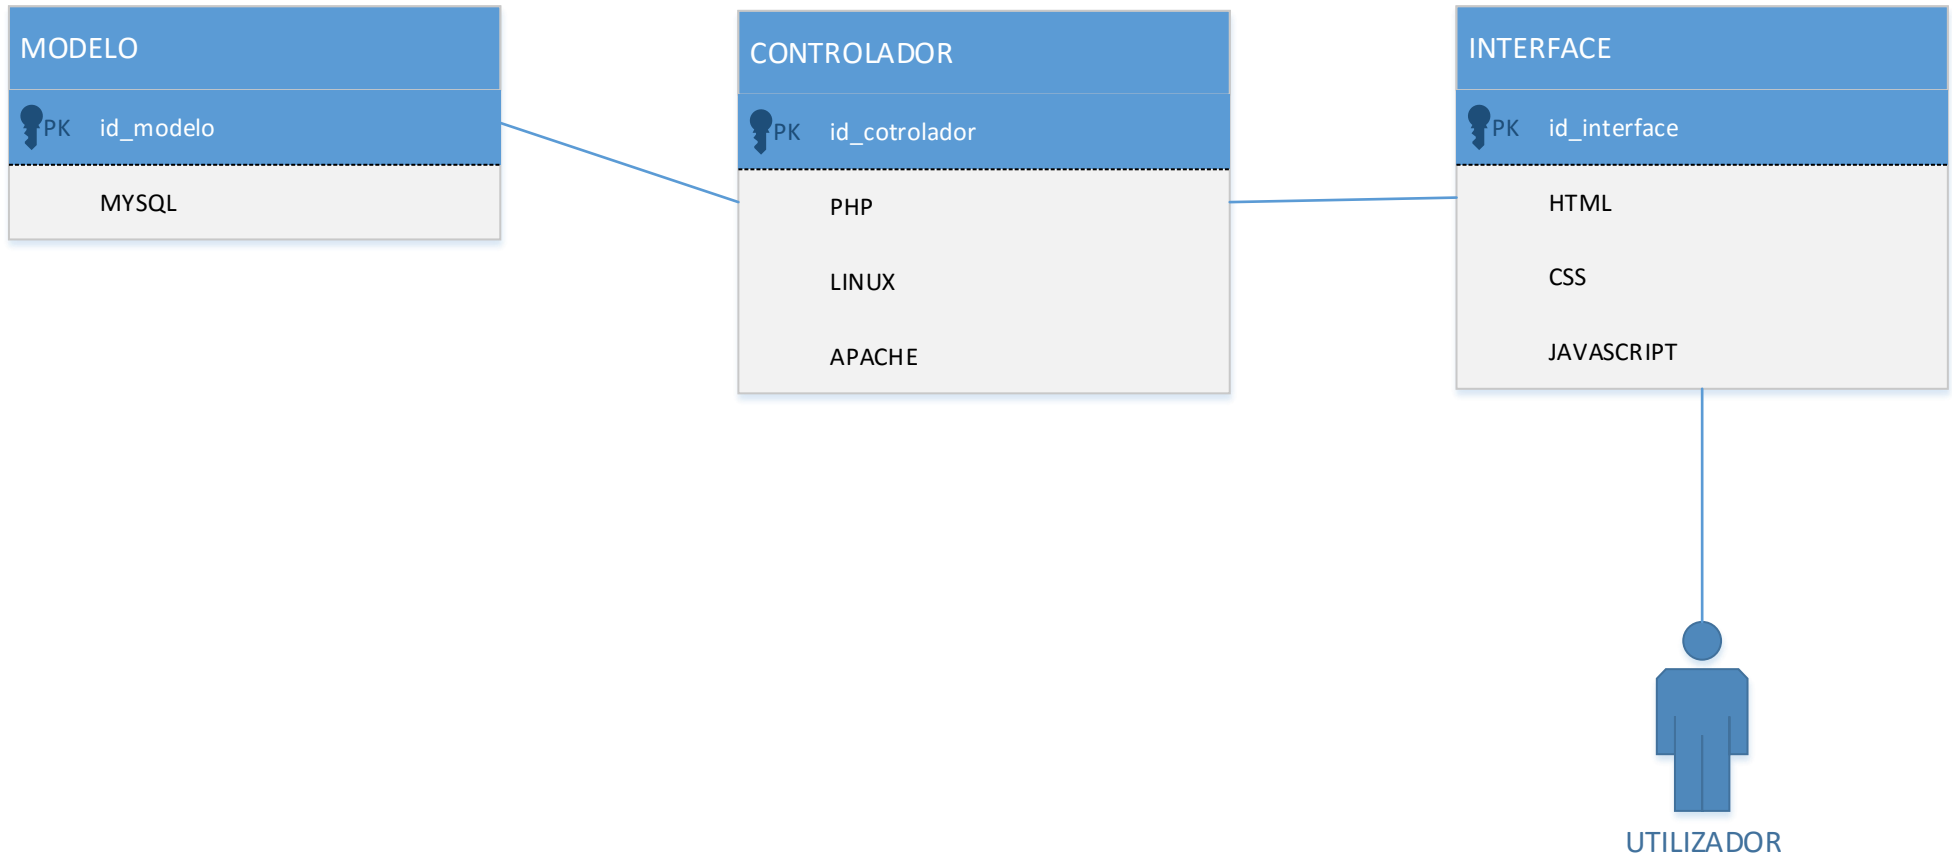 MODELO
PK id_modelo
MYSQL
CONTROLADOR
PK id_cotrolador
PHP
LINUX
APACHE
INTERFACE
PK id_interface
HTML
CSS
JAVASCRIPT
UTILIZADOR